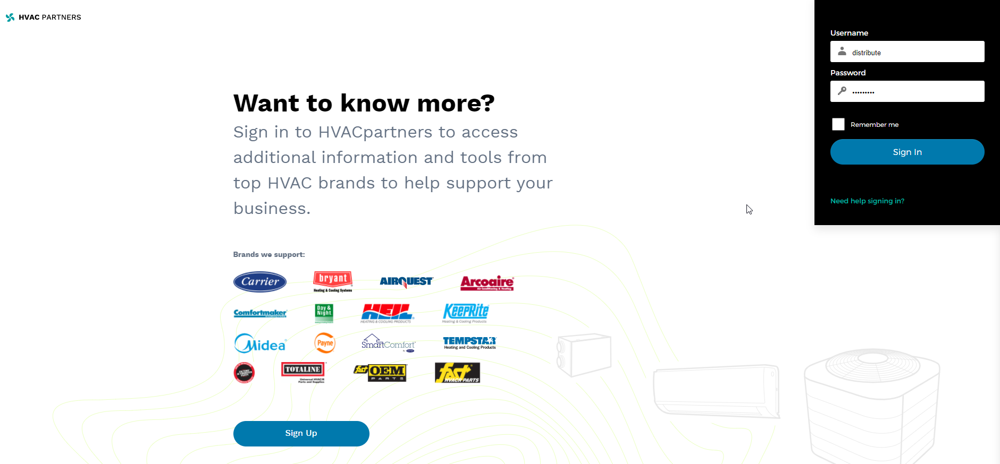 HVAC PARTNERS
Username
distribute
Password
•••••••••
Remember me
Sign In
Need help signing in?
Want to know more?
Sign in to HVACpartners to access
additional information and tools from
top HVAC brands to help support your
business.
Brands we support:
Carrier
bryant
Heating & Cooling Systems
AIRQUEST
Arcoaire
Air Conditioning & Heating
Comfortmaker
Day &
Night
HEIL
HEATING & COOLING PRODUCTS
KeepRite
Heating & Cooling Products
Midea
Payne
SmartComfort
by
TEMPSTAR
Heating and Cooling Products
TOTALINE
Universal HVACR
Parts and Supplies
fast OEM
PARTS
fast
HVACR PARTS
Sign Up